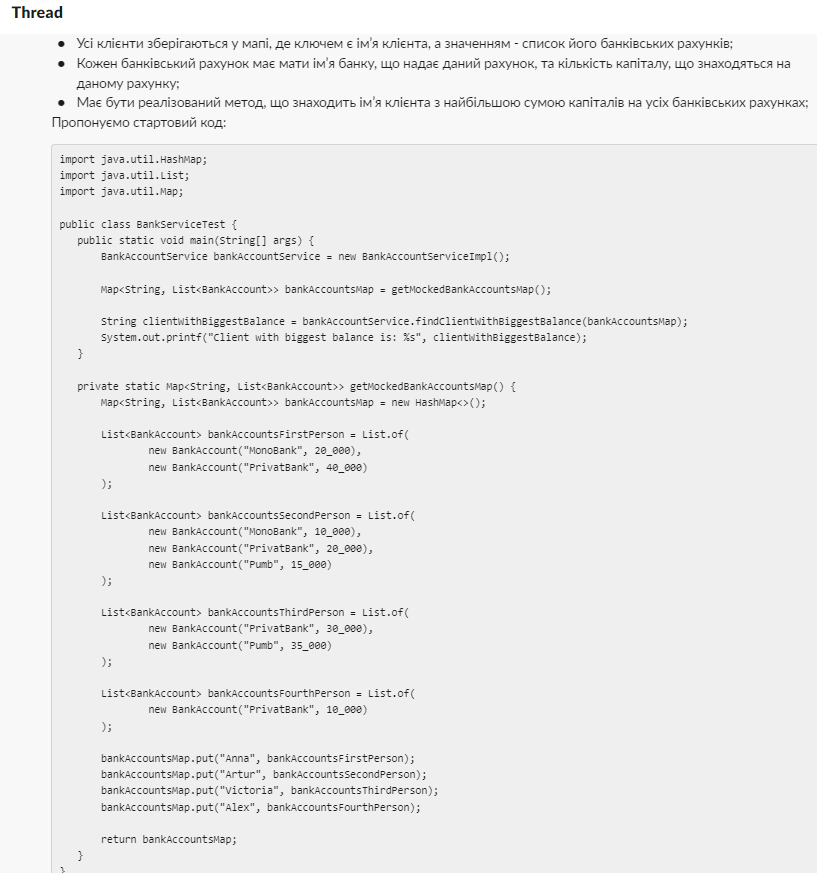 Thread
● Усі клієнти зберігаються у мапі, де ключем є ім’я клієнта, а значенням - список його банківських рахунків;
● Кожен банківський рахунок має мати ім’я банку, що надає даний рахунок, та кількість капіталу, що знаходяться на
даному рахунку;
● Має бути реалізований метод, що знаходить ім’я клієнта з найбільшою сумою капіталів на усіх банківських рахунках;
Пропонуємо стартовий код:
import java.util.HashMap;
import java.util.List;
import java.util.Map;
public class BankServiceTest {
public static void main(String[] args) {
BankAccountService bankAccountService = new BankAccountServiceImpl();
Map<String, List<BankAccount>> bankAccountsMap = getMockedBankAccountsMap();
String clientWithBiggestBalance = bankAccountService.findClientWithBiggestBalance(bankAccountsMap);
System.out.printf("Client with biggest balance is: %s", clientWithBiggestBalance);
}
private static Map<String, List<BankAccount>> getMockedBankAccountsMap() {
Map<String, List<BankAccount>> bankAccountsMap = new HashMap<>();
List<BankAccount> bankAccountsFirstPerson = List.of(
new BankAccount("MonoBank", 20_000),
new BankAccount("PrivatBank", 40_000)
);
List<BankAccount> bankAccountsSecondPerson = List.of(
new BankAccount("MonoBank", 10_000),
new BankAccount("PrivatBank", 20_000),
new BankAccount("Pumb", 15_000)
);
List<BankAccount> bankAccountsThirdPerson = List.of(
new BankAccount("PrivatBank", 30_000),
new BankAccount("Pumb", 35_000)
);
List<BankAccount> bankAccountsFourthPerson = List.of(
new BankAccount("PrivatBank", 10_000)
);
bankAccountsMap.put("Anna", bankAccountsFirstPerson);
bankAccountsMap.put("Artur", bankAccountsSecondPerson);
bankAccountsMap.put("Victoria", bankAccountsThirdPerson);
bankAccountsMap.put("Alex", bankAccountsFourthPerson);
return bankAccountsMap;
}
}